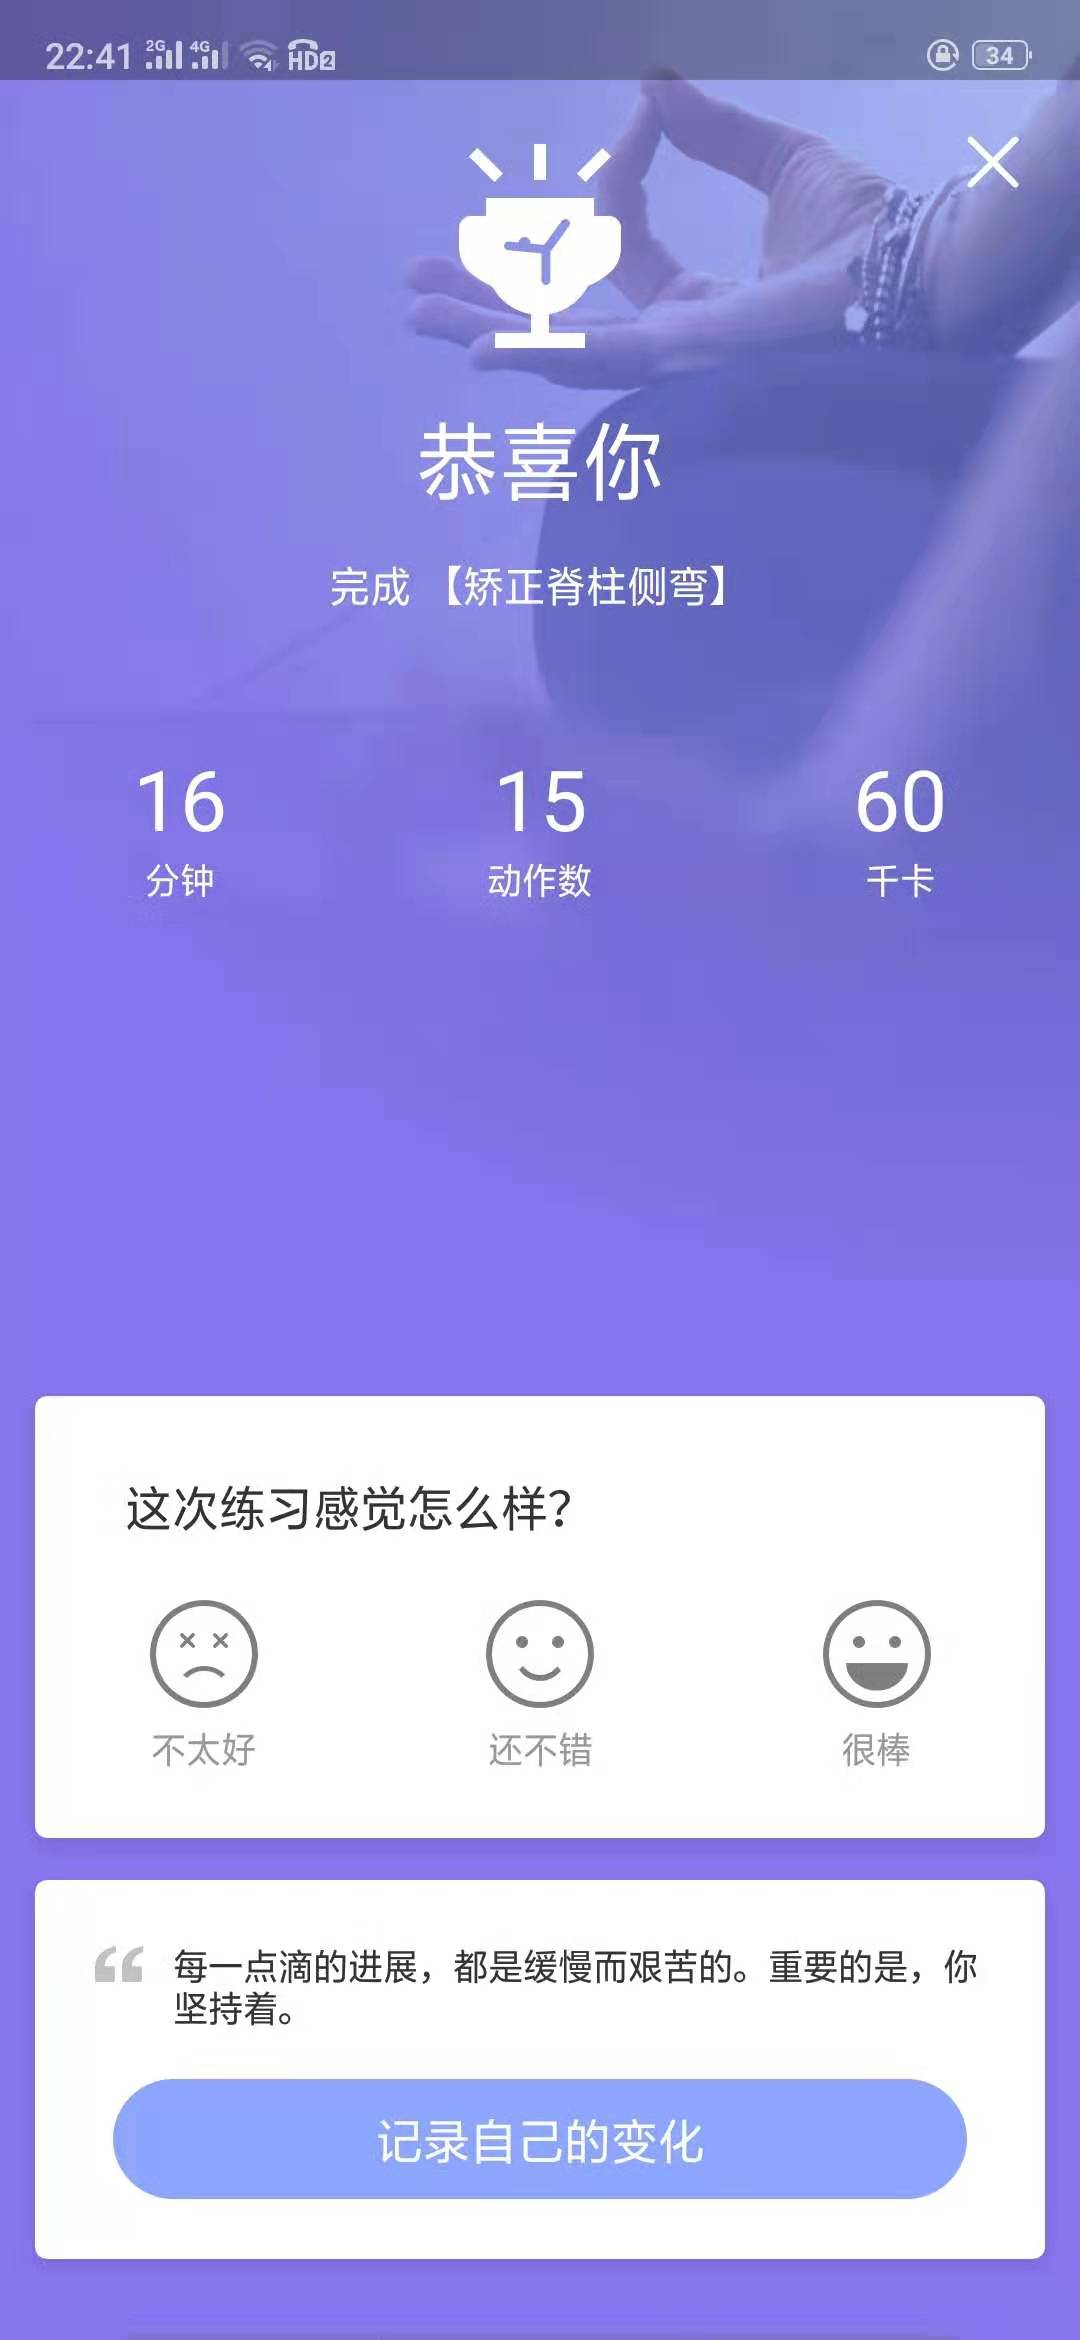 22:41 2G 4G HD2 34
恭喜你
完成 【矫正脊柱侧弯】
16 15 60
分钟 动作数 千卡
这次练习感觉怎么样？
不太好 还不错 很棒
每一点滴的进展，都是缓慢而艰苦的。重要的是，你
坚持着。
记录自己的变化